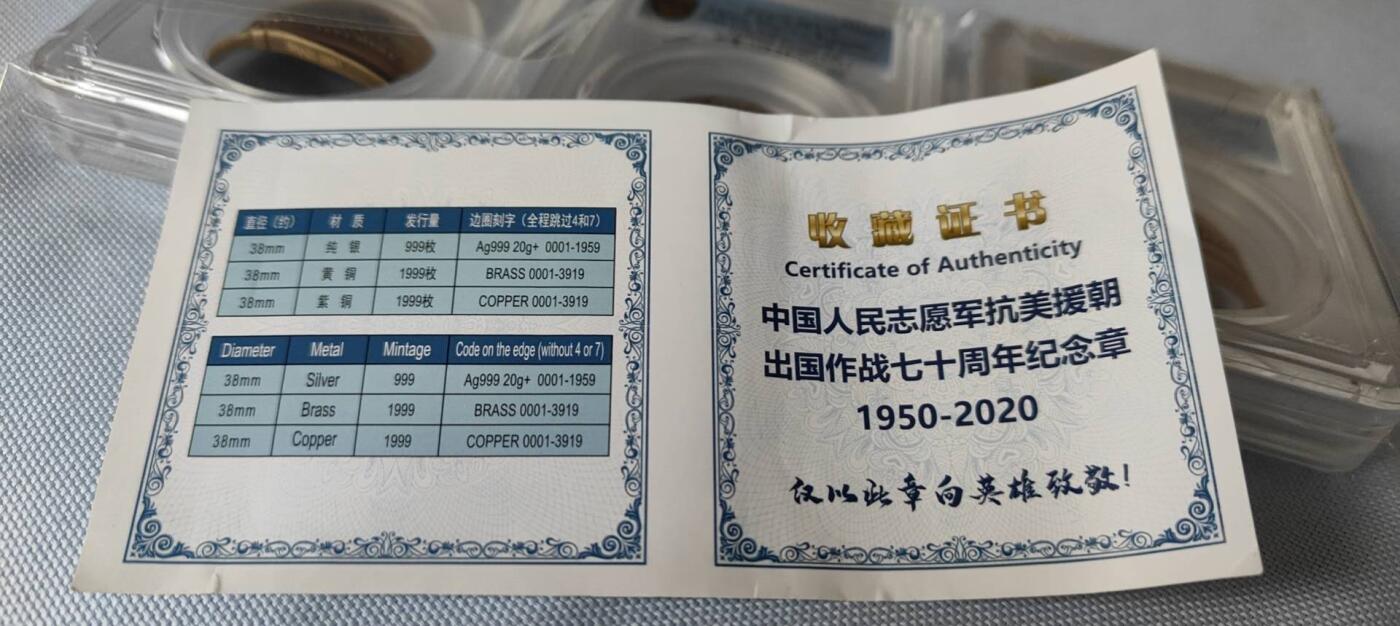 直径（约） 材 质 发行量 边圈刻字（全程跳过4和7）
38mm 纯 银 999枚 Ag999 20g+ 0001-1959
38mm 黄 铜 1999枚 BRASS 0001-3919
38mm 紫 铜 1999枚 COPPER 0001-3919
Diameter Metal Mintage Code on the edge (without 4 or 7)
38mm Silver 999 Ag999 20g+ 0001-1959
38mm Brass 1999 BRASS 0001-3919
38mm Copper 1999 COPPER 0001-3919
收藏证书
Certificate of Authenticity
中国人民志愿军抗美援朝
出国作战七十周年纪念章
1950-2020
仅以此章向英雄致敬！